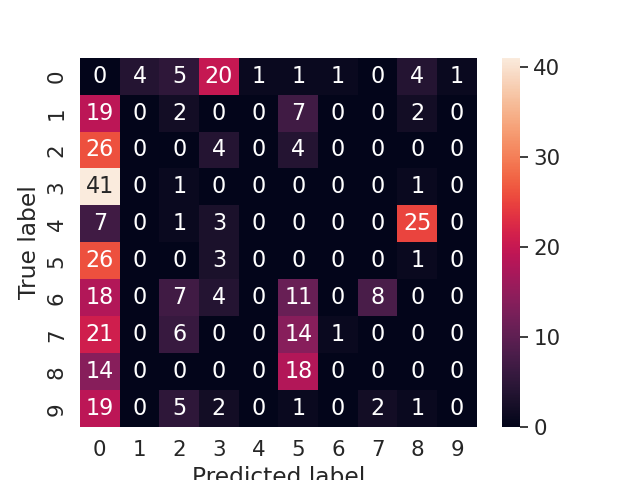 0 0 4 5 20 1 1 1 0 4 1
1 19 0 2 0 0 7 0 0 2 0
2 26 0 0 4 0 4 0 0 0 0
3 41 0 1 0 0 0 0 0 1 0
4 7 0 1 3 0 0 0 0 25 0
5 26 0 0 3 0 0 0 0 1 0
6 18 0 7 4 0 11 0 8 0 0
7 21 0 6 0 0 14 1 0 0 0
8 14 0 0 0 0 18 0 0 0 0
9 19 0 5 2 0 1 0 2 1 0
0 1 2 3 4 5 6 7 8 9
Predicted label
True label
40
30
20
10
0